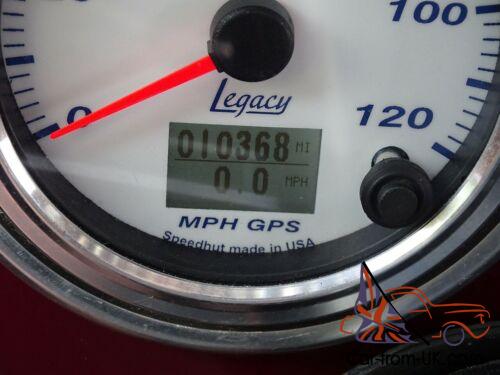 100
Legacy
0
120
010368 MI
0.0 MPH
MPH GPS
Speedhut made in USA
car-from-uk.com